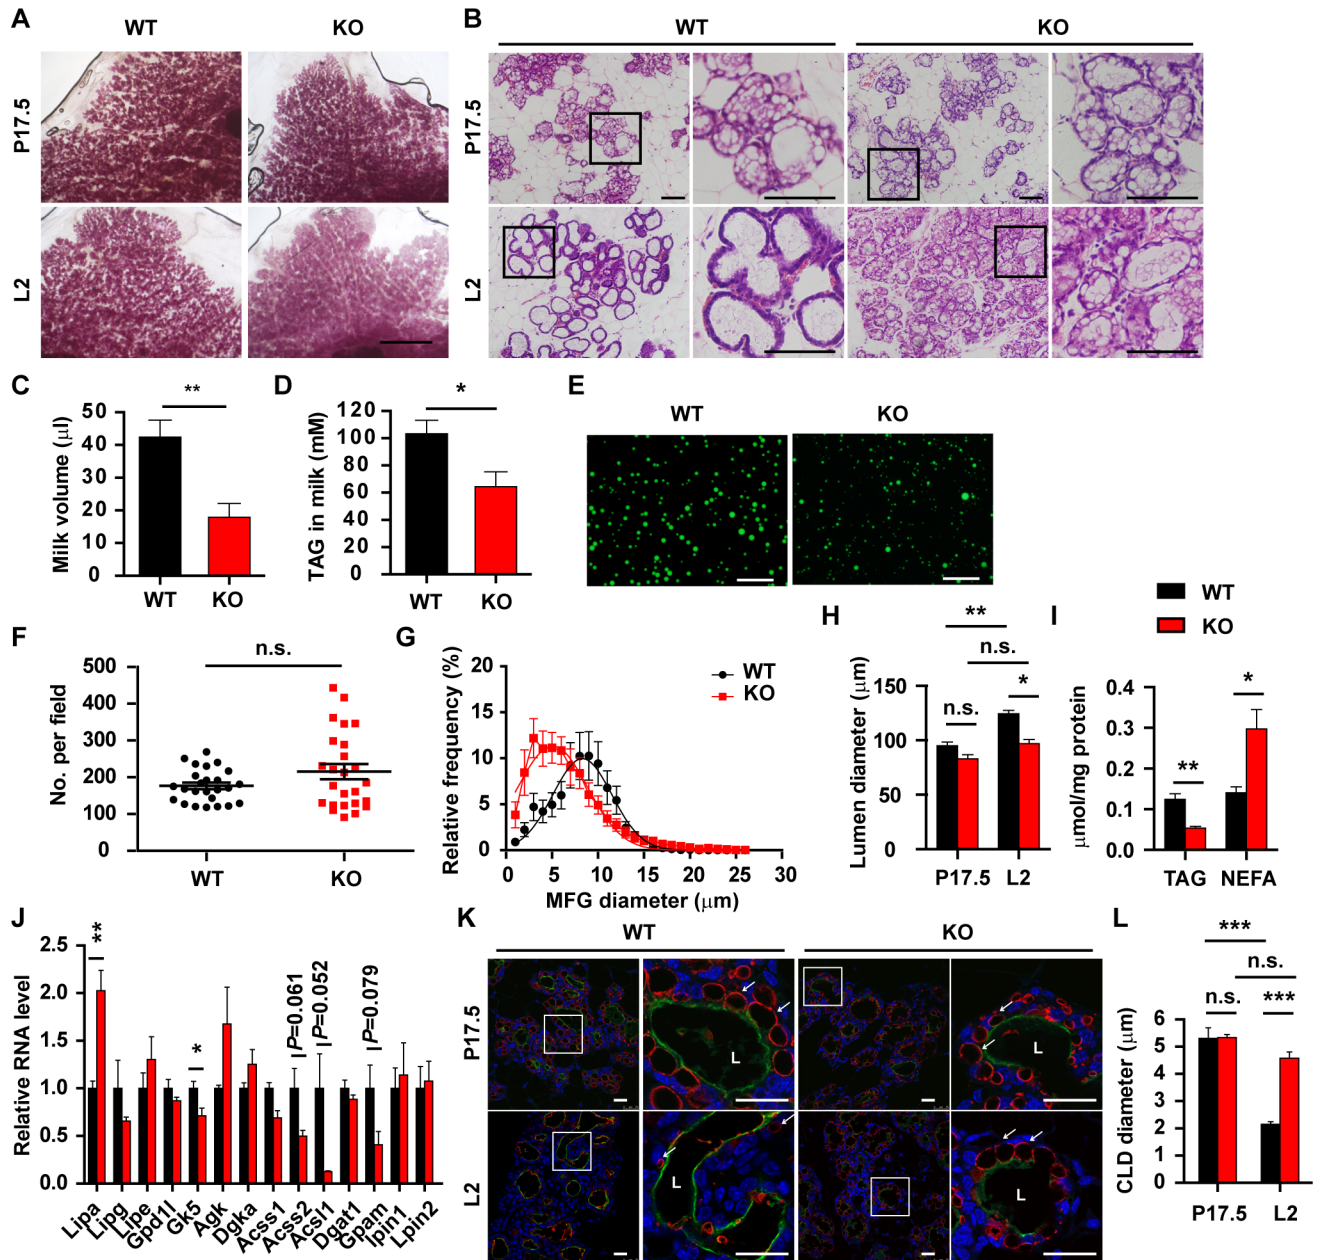 A
WT
KO
P17.5
L2
B
WT
KO
P17.5
L2
C
**
Milk volume (μl)
50
40
30
20
10
0
WT
KO
D
*
TAG in milk (mM)
120
100
80
60
40
20
0
WT
KO
E
WT
KO
F
n.s.
No. per field
500
400
300
200
100
0
WT
KO
G
Relative frequency (%)
20
15
10
5
0
0 5 10 15 20 25 30
MFG diameter (μm)
WT
KO
H
**
n.s.
n.s.
*
Lumen diameter (μm)
150
100
50
0
P17.5 L2
WT
KO
I
μmol/mg protein
0.4
0.3
0.2
0.1
0.0
**
*
TAG NEFA
J
Relative RNA level
2.5
2.0
1.5
1.0
0.5
0.0
**
*
P=0.061
P=0.052
P=0.079
Lipa
Lipg
Lipe
Gpd1l
Gk5
Agk
Dgka
Acss1
Acss2
Acsl1
Dgat1
Gpam
lpin1
Lpin2
K
WT
KO
P17.5
L
L
L2
L
L
L
***
n.s.
n.s.
***
CLD diameter (μm)
6
5
4
3
2
1
0
P17.5 L2